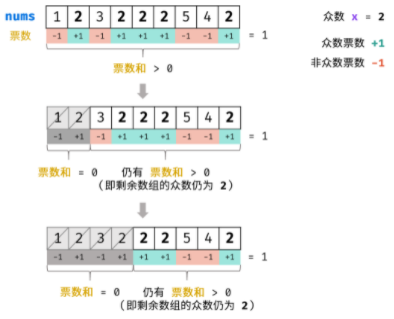 nums 1 2 3 2 2 2 5 4 2 众数 x = 2
票数 -1 +1 -1 +1 +1 +1 -1 -1 +1 = 1 众数票数 +1
非众数票数 -1
票数和 > 0
1 2 3 2 2 2 5 4 2
-1 +1 -1 +1 +1 +1 -1 -1 +1 = 1
票数和 = 0 仍有 票数和 > 0
(即剩余数组的众数仍为 2)
1 2 3 2 2 2 5 4 2
-1 +1 -1 +1 +1 +1 -1 -1 +1 = 1
票数和 = 0 仍有 票数和 > 0
(即剩余数组的众数仍为 2)